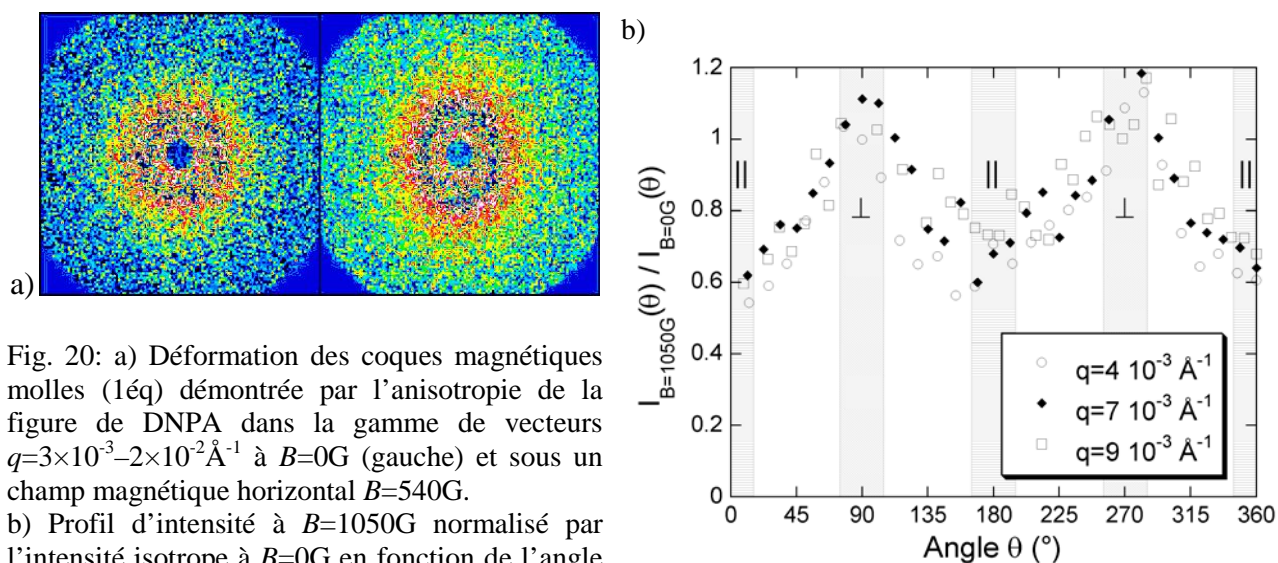 a)
Fig. 20: a) Déformation des coques magnétiques
molles (1éq) démontrée par l'anisotropie de la
figure de DNPA dans la gamme de vecteurs
q=3×10⁻³–2×10⁻²Å⁻¹ à B=0G (gauche) et sous un
champ magnétique horizontal B=540G.
b) Profil d'intensité à B=1050G normalisé par
l'intensité isotrope à B=0G en fonction de l'angle
b)
I_B=1050G(θ) / I_B=0G(θ)
1.2
1
0.8
0.6
0.4
0.2
0
|| ⊥ || ⊥ ||
q=4 10⁻³ Å⁻¹
q=7 10⁻³ Å⁻¹
q=9 10⁻³ Å⁻¹
0 45 90 135 180 225 270 315 360
Angle θ (°)